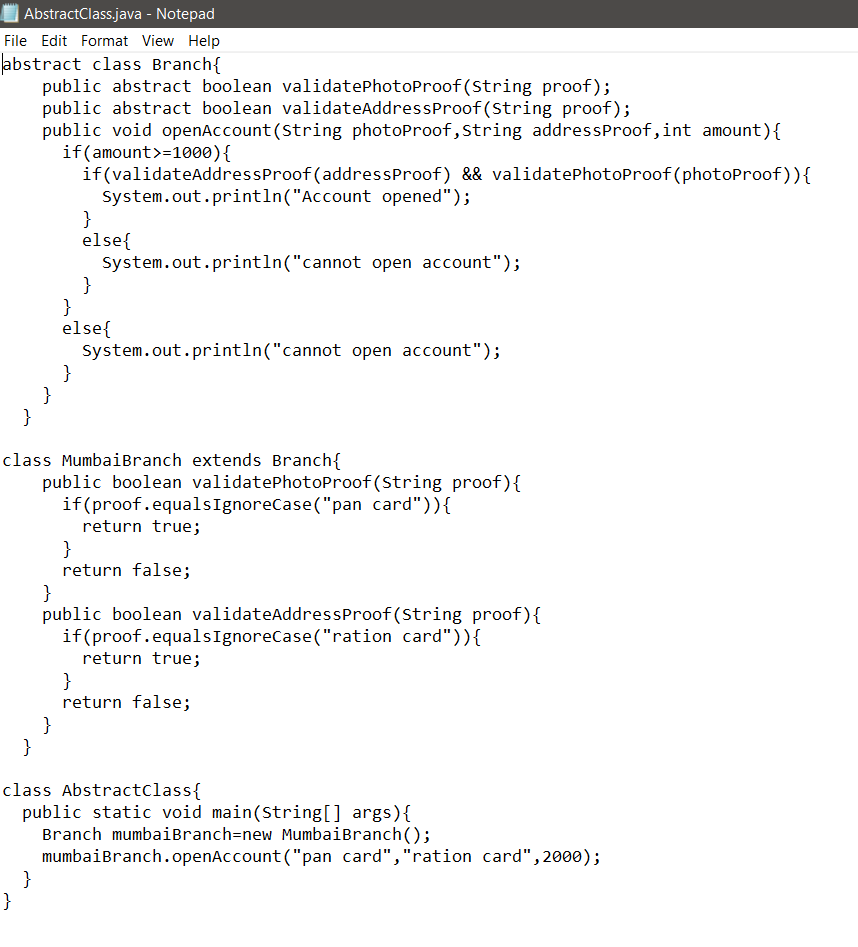 AbstractClass.java - Notepad
File Edit Format View Help
abstract class Branch{
    public abstract boolean validatePhotoProof(String proof);
    public abstract boolean validateAddressProof(String proof);
    public void openAccount(String photoProof,String addressProof,int amount){
      if(amount>=1000){
        if(validateAddressProof(addressProof) && validatePhotoProof(photoProof)){
          System.out.println("Account opened");
        }
        else{
          System.out.println("cannot open account");
        }
      }
      else{
        System.out.println("cannot open account");
      }
    }
  }

class MumbaiBranch extends Branch{
    public boolean validatePhotoProof(String proof){
      if(proof.equalsIgnoreCase("pan card")){
        return true;
      }
      return false;
    }
    public boolean validateAddressProof(String proof){
      if(proof.equalsIgnoreCase("ration card")){
        return true;
      }
      return false;
    }
  }

class AbstractClass{
  public static void main(String[] args){
    Branch mumbaiBranch=new MumbaiBranch();
    mumbaiBranch.openAccount("pan card","ration card",2000);
  }
}